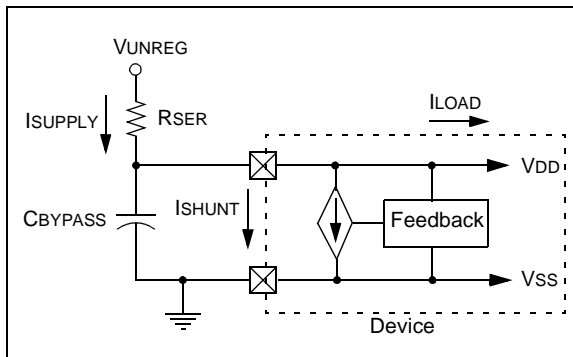 VUNREG
ISUPPLY
RSER
ILOAD
VDD
CBYPASS
ISHUNT
Feedback
VSS
Device